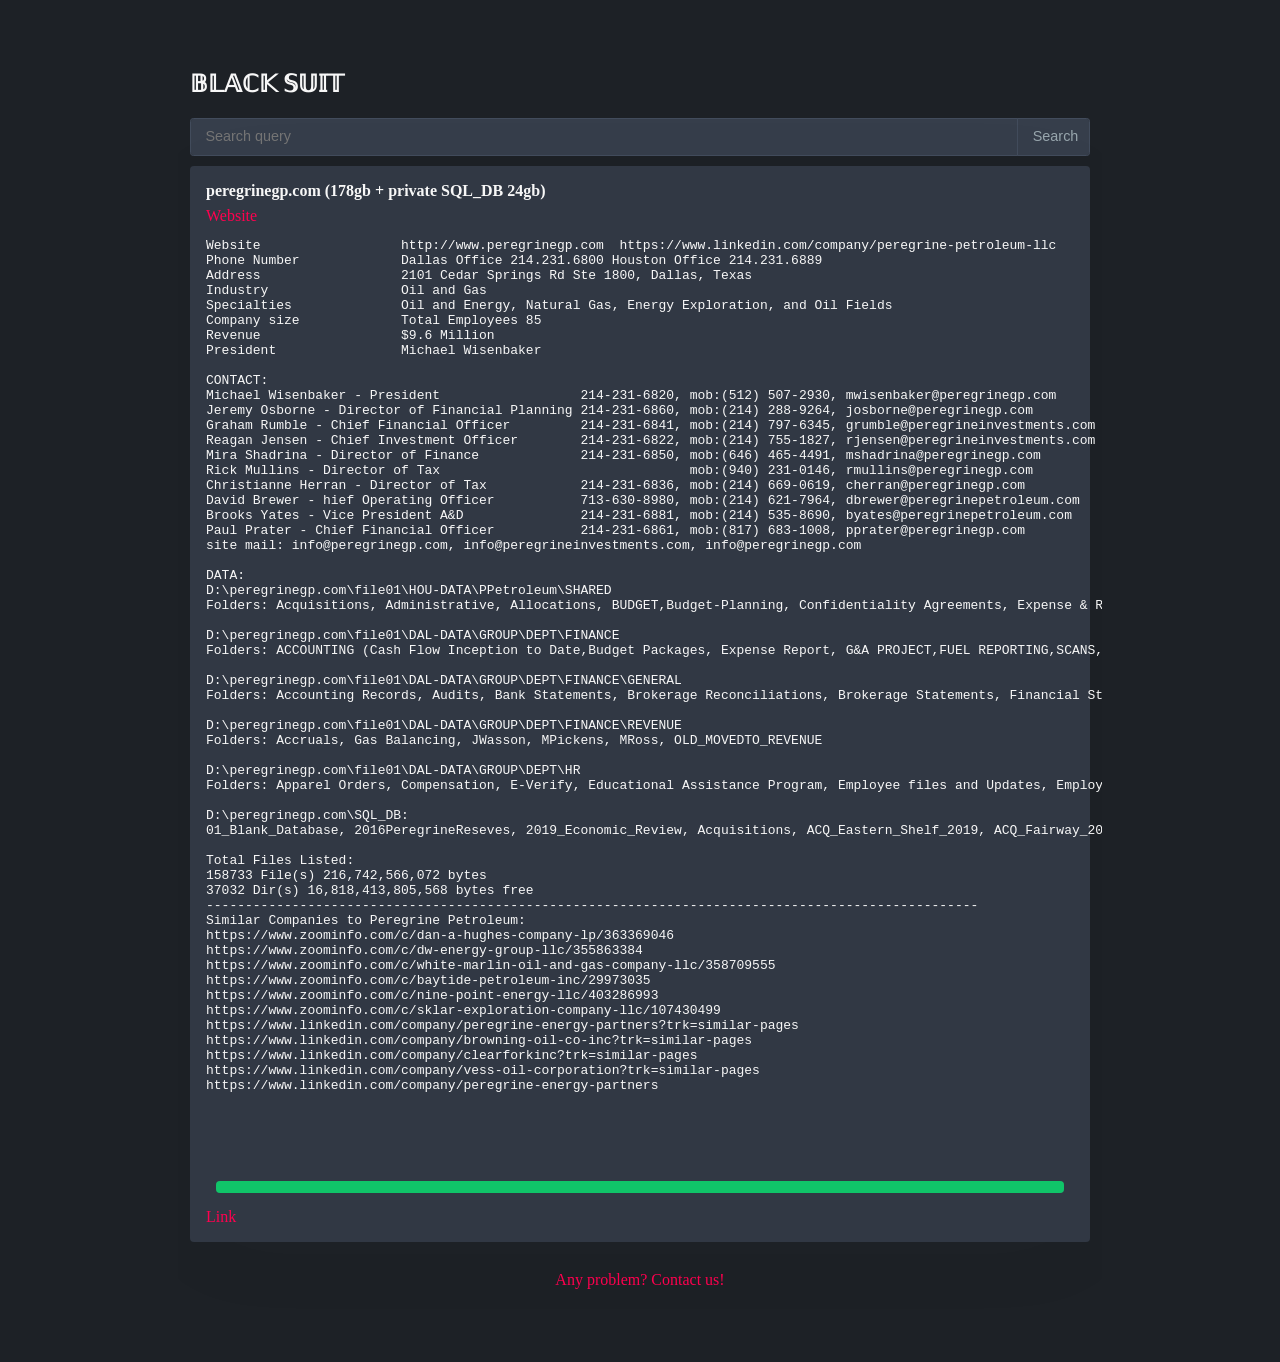 BLACK SUIT
Search query
Search
peregrinegp.com (178gb + private SQL_DB 24gb)
Website
Website http://www.peregrinegp.com https://www.linkedin.com/company/peregrine-petroleum-llc
Phone Number Dallas Office 214.231.6800 Houston Office 214.231.6889
Address 2101 Cedar Springs Rd Ste 1800, Dallas, Texas
Industry Oil and Gas
Specialties Oil and Energy, Natural Gas, Energy Exploration, and Oil Fields
Company size Total Employees 85
Revenue $9.6 Million
President Michael Wisenbaker
CONTACT:
Michael Wisenbaker - President 214-231-6820, mob:(512) 507-2930, mwisenbaker@peregrinegp.com
Jeremy Osborne - Director of Financial Planning 214-231-6860, mob:(214) 288-9264, josborne@peregrinegp.com
Graham Rumble - Chief Financial Officer 214-231-6841, mob:(214) 797-6345, grumble@peregrineinvestments.com
Reagan Jensen - Chief Investment Officer 214-231-6822, mob:(214) 755-1827, rjensen@peregrineinvestments.com
Mira Shadrina - Director of Finance 214-231-6850, mob:(646) 465-4491, mshadrina@peregrinegp.com
Rick Mullins - Director of Tax mob:(940) 231-0146, rmullins@peregrinegp.com
Christianne Herran - Director of Tax 214-231-6836, mob:(214) 669-0619, cherran@peregrinegp.com
David Brewer - hief Operating Officer 713-630-8980, mob:(214) 621-7964, dbrewer@peregrinepetroleum.com
Brooks Yates - Vice President A&D 214-231-6881, mob:(214) 535-8690, byates@peregrinepetroleum.com
Paul Prater - Chief Financial Officer 214-231-6861, mob:(817) 683-1008, pprater@peregrinegp.com
site mail: info@peregrinegp.com, info@peregrineinvestments.com, info@peregrinegp.com
DATA:
D:\peregrinegp.com\file01\HOU-DATA\PPetroleum\SHARED
Folders: Acquisitions, Administrative, Allocations, BUDGET,Budget-Planning, Confidentiality Agreements, Expense & R
D:\peregrinegp.com\file01\DAL-DATA\GROUP\DEPT\FINANCE
Folders: ACCOUNTING (Cash Flow Inception to Date,Budget Packages, Expense Report, G&A PROJECT,FUEL REPORTING,SCANS,
D:\peregrinegp.com\file01\DAL-DATA\GROUP\DEPT\FINANCE\GENERAL
Folders: Accounting Records, Audits, Bank Statements, Brokerage Reconciliations, Brokerage Statements, Financial St
D:\peregrinegp.com\file01\DAL-DATA\GROUP\DEPT\FINANCE\REVENUE
Folders: Accruals, Gas Balancing, JWasson, MPickens, MRoss, OLD_MOVEDTO_REVENUE
D:\peregrinegp.com\file01\DAL-DATA\GROUP\DEPT\HR
Folders: Apparel Orders, Compensation, E-Verify, Educational Assistance Program, Employee files and Updates, Employ
D:\peregrinegp.com\SQL_DB:
01_Blank_Database, 2016PeregrineReseves, 2019_Economic_Review, Acquisitions, ACQ_Eastern_Shelf_2019, ACQ_Fairway_20
Total Files Listed:
158733 File(s) 216,742,566,072 bytes
37032 Dir(s) 16,818,413,805,568 bytes free
---------------------------------------------------------------------------------------------------
Similar Companies to Peregrine Petroleum:
https://www.zoominfo.com/c/dan-a-hughes-company-lp/363369046
https://www.zoominfo.com/c/dw-energy-group-llc/355863384
https://www.zoominfo.com/c/white-marlin-oil-and-gas-company-llc/358709555
https://www.zoominfo.com/c/baytide-petroleum-inc/29973035
https://www.zoominfo.com/c/nine-point-energy-llc/403286993
https://www.zoominfo.com/c/sklar-exploration-company-llc/107430499
https://www.linkedin.com/company/peregrine-energy-partners?trk=similar-pages
https://www.linkedin.com/company/browning-oil-co-inc?trk=similar-pages
https://www.linkedin.com/company/clearforkinc?trk=similar-pages
https://www.linkedin.com/company/vess-oil-corporation?trk=similar-pages
https://www.linkedin.com/company/peregrine-energy-partners
Link
Any problem? Contact us!